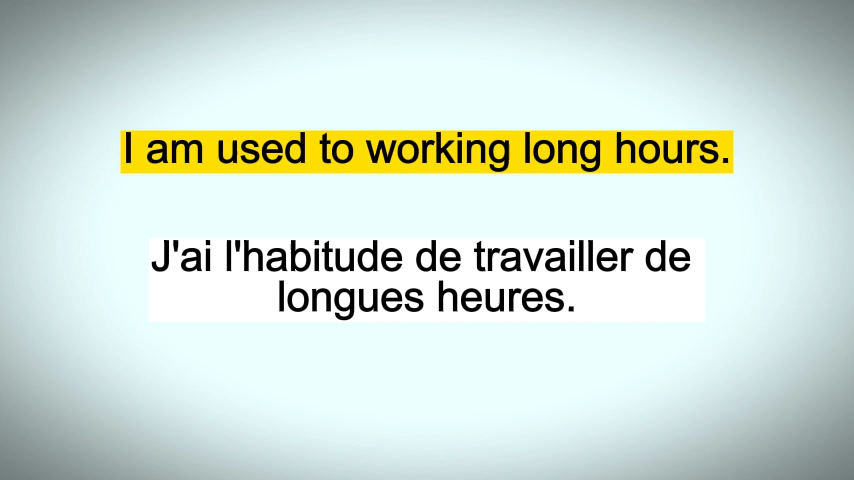 I am used to working long hours.
J'ai l'habitude de travailler de
longues heures.